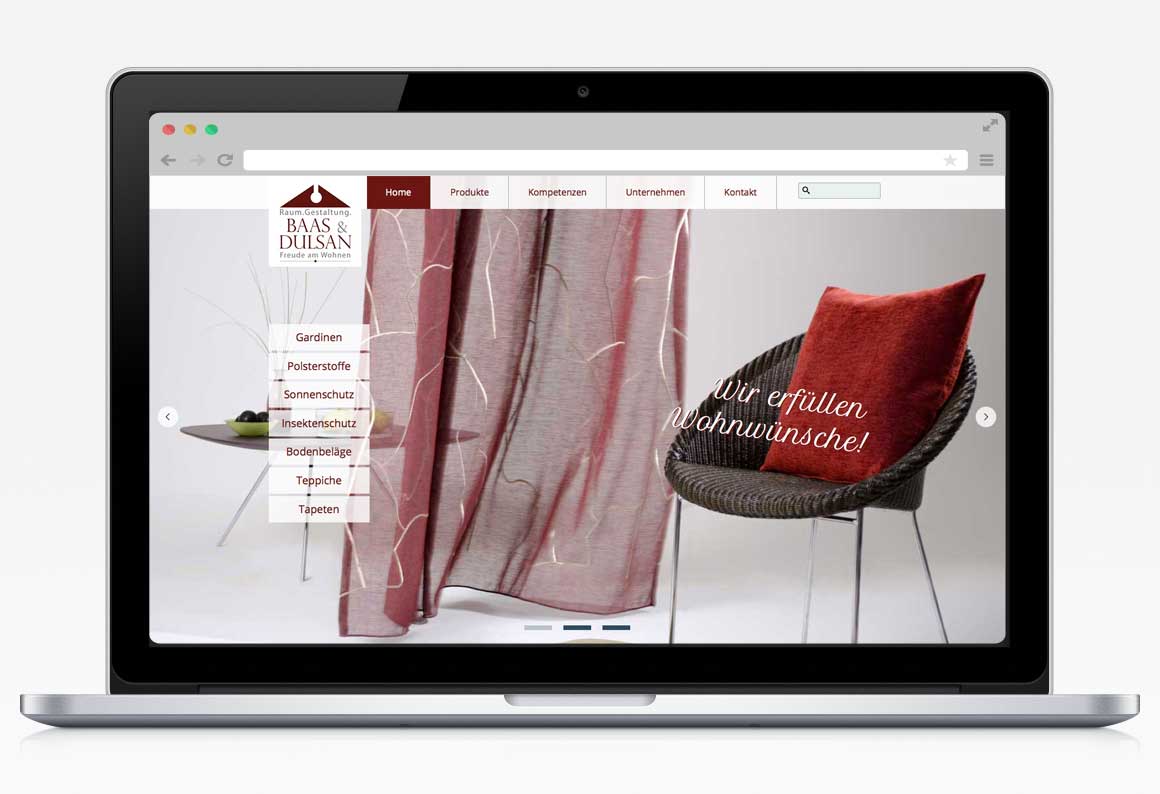 Home
Produkte
Kompetenzen
Unternehmen
Kontakt
Raum.Gestaltung.
BAAS &
DULSAN
Freude am Wohnen
Gardinen
Polsterstoffe
Sonnenschutz
Insektenschutz
Bodenbeläge
Teppiche
Tapeten
Wir erfüllen
Wohnwünsche!